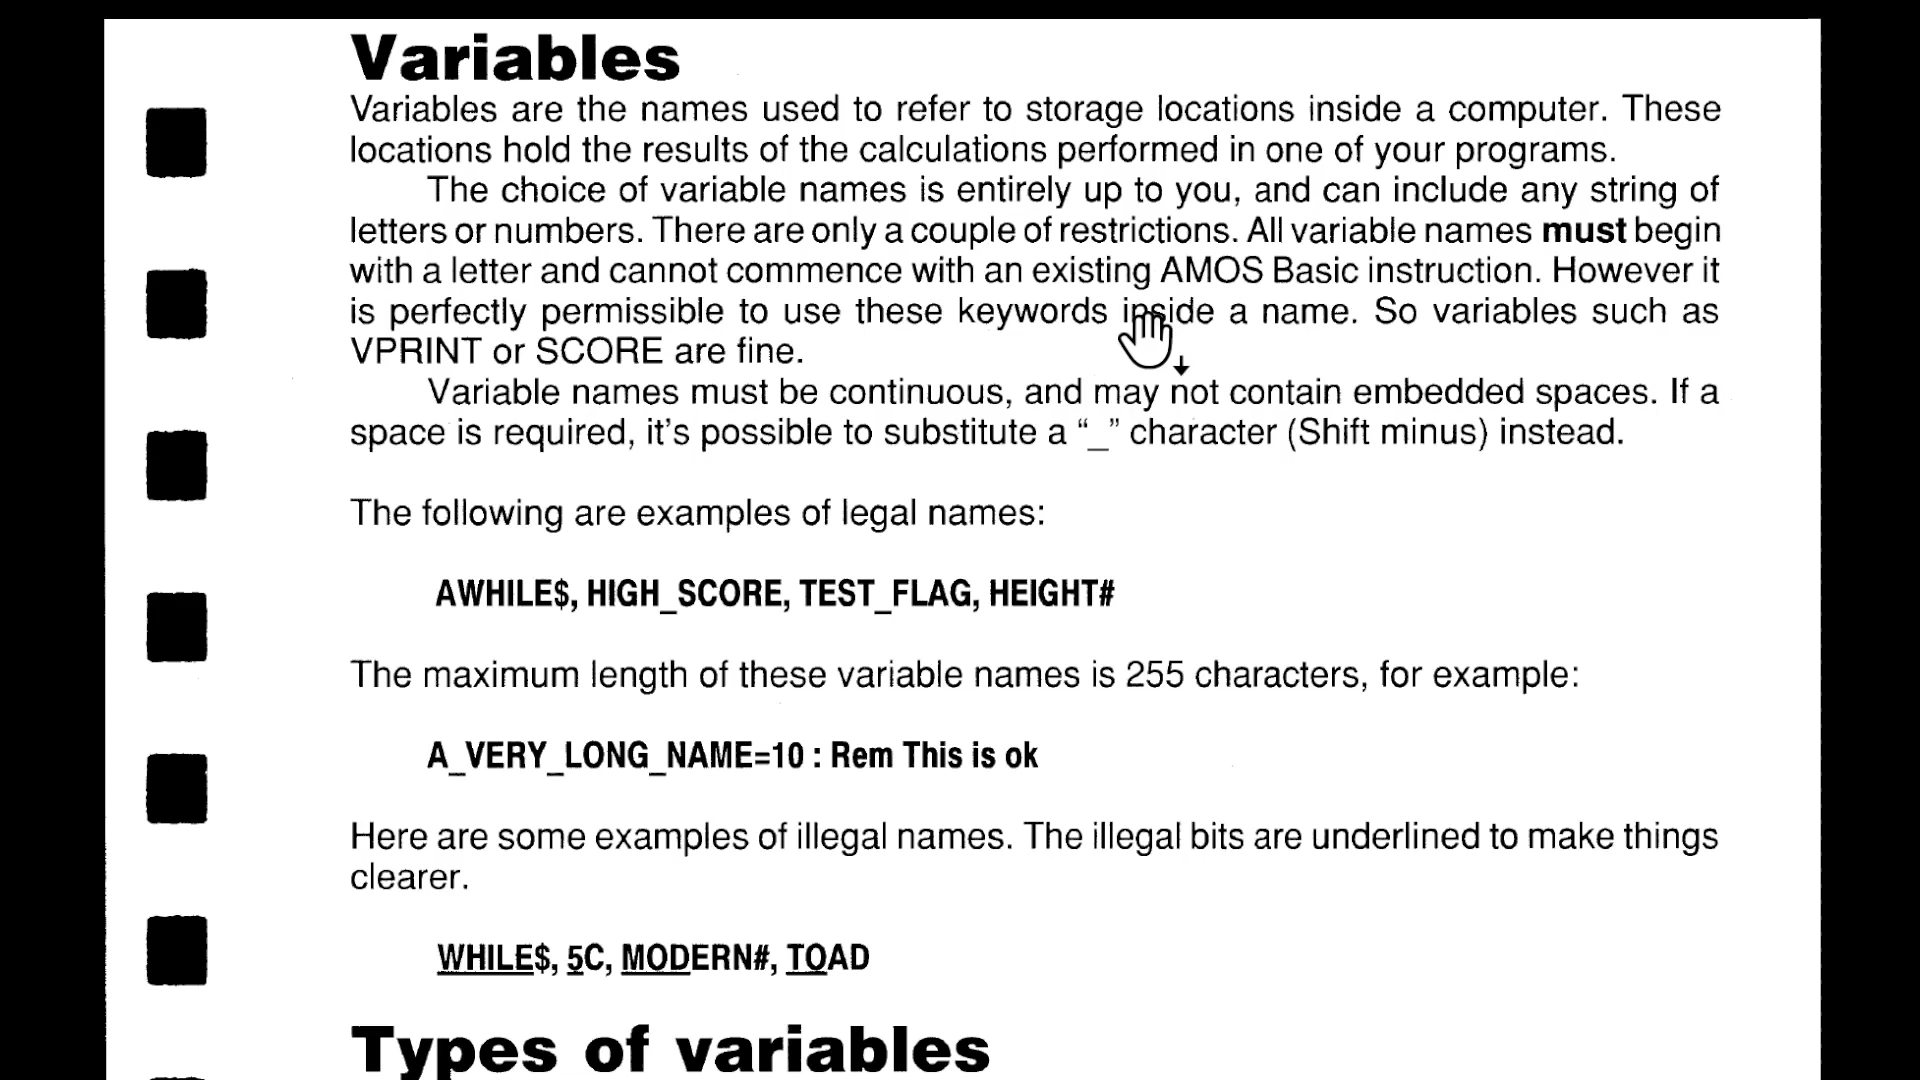 Variables
Variables are the names used to refer to storage locations inside a computer. These
locations hold the results of the calculations performed in one of your programs.
The choice of variable names is entirely up to you, and can include any string of
letters or numbers. There are only a couple of restrictions. All variable names must begin
with a letter and cannot commence with an existing AMOS Basic instruction. However it
is perfectly permissible to use these keywords inside a name. So variables such as
VPRINT or SCORE are fine.
Variable names must be continuous, and may not contain embedded spaces. If a
space is required, it's possible to substitute a “_” character (Shift minus) instead.
The following are examples of legal names:
AWHILE$, HIGH_SCORE, TEST_FLAG, HEIGHT#
The maximum length of these variable names is 255 characters, for example:
A_VERY_LONG_NAME=10 : Rem This is ok
Here are some examples of illegal names. The illegal bits are underlined to make things
clearer.
WHILE$, 5C, MODERN#, TOAD
Types of variables